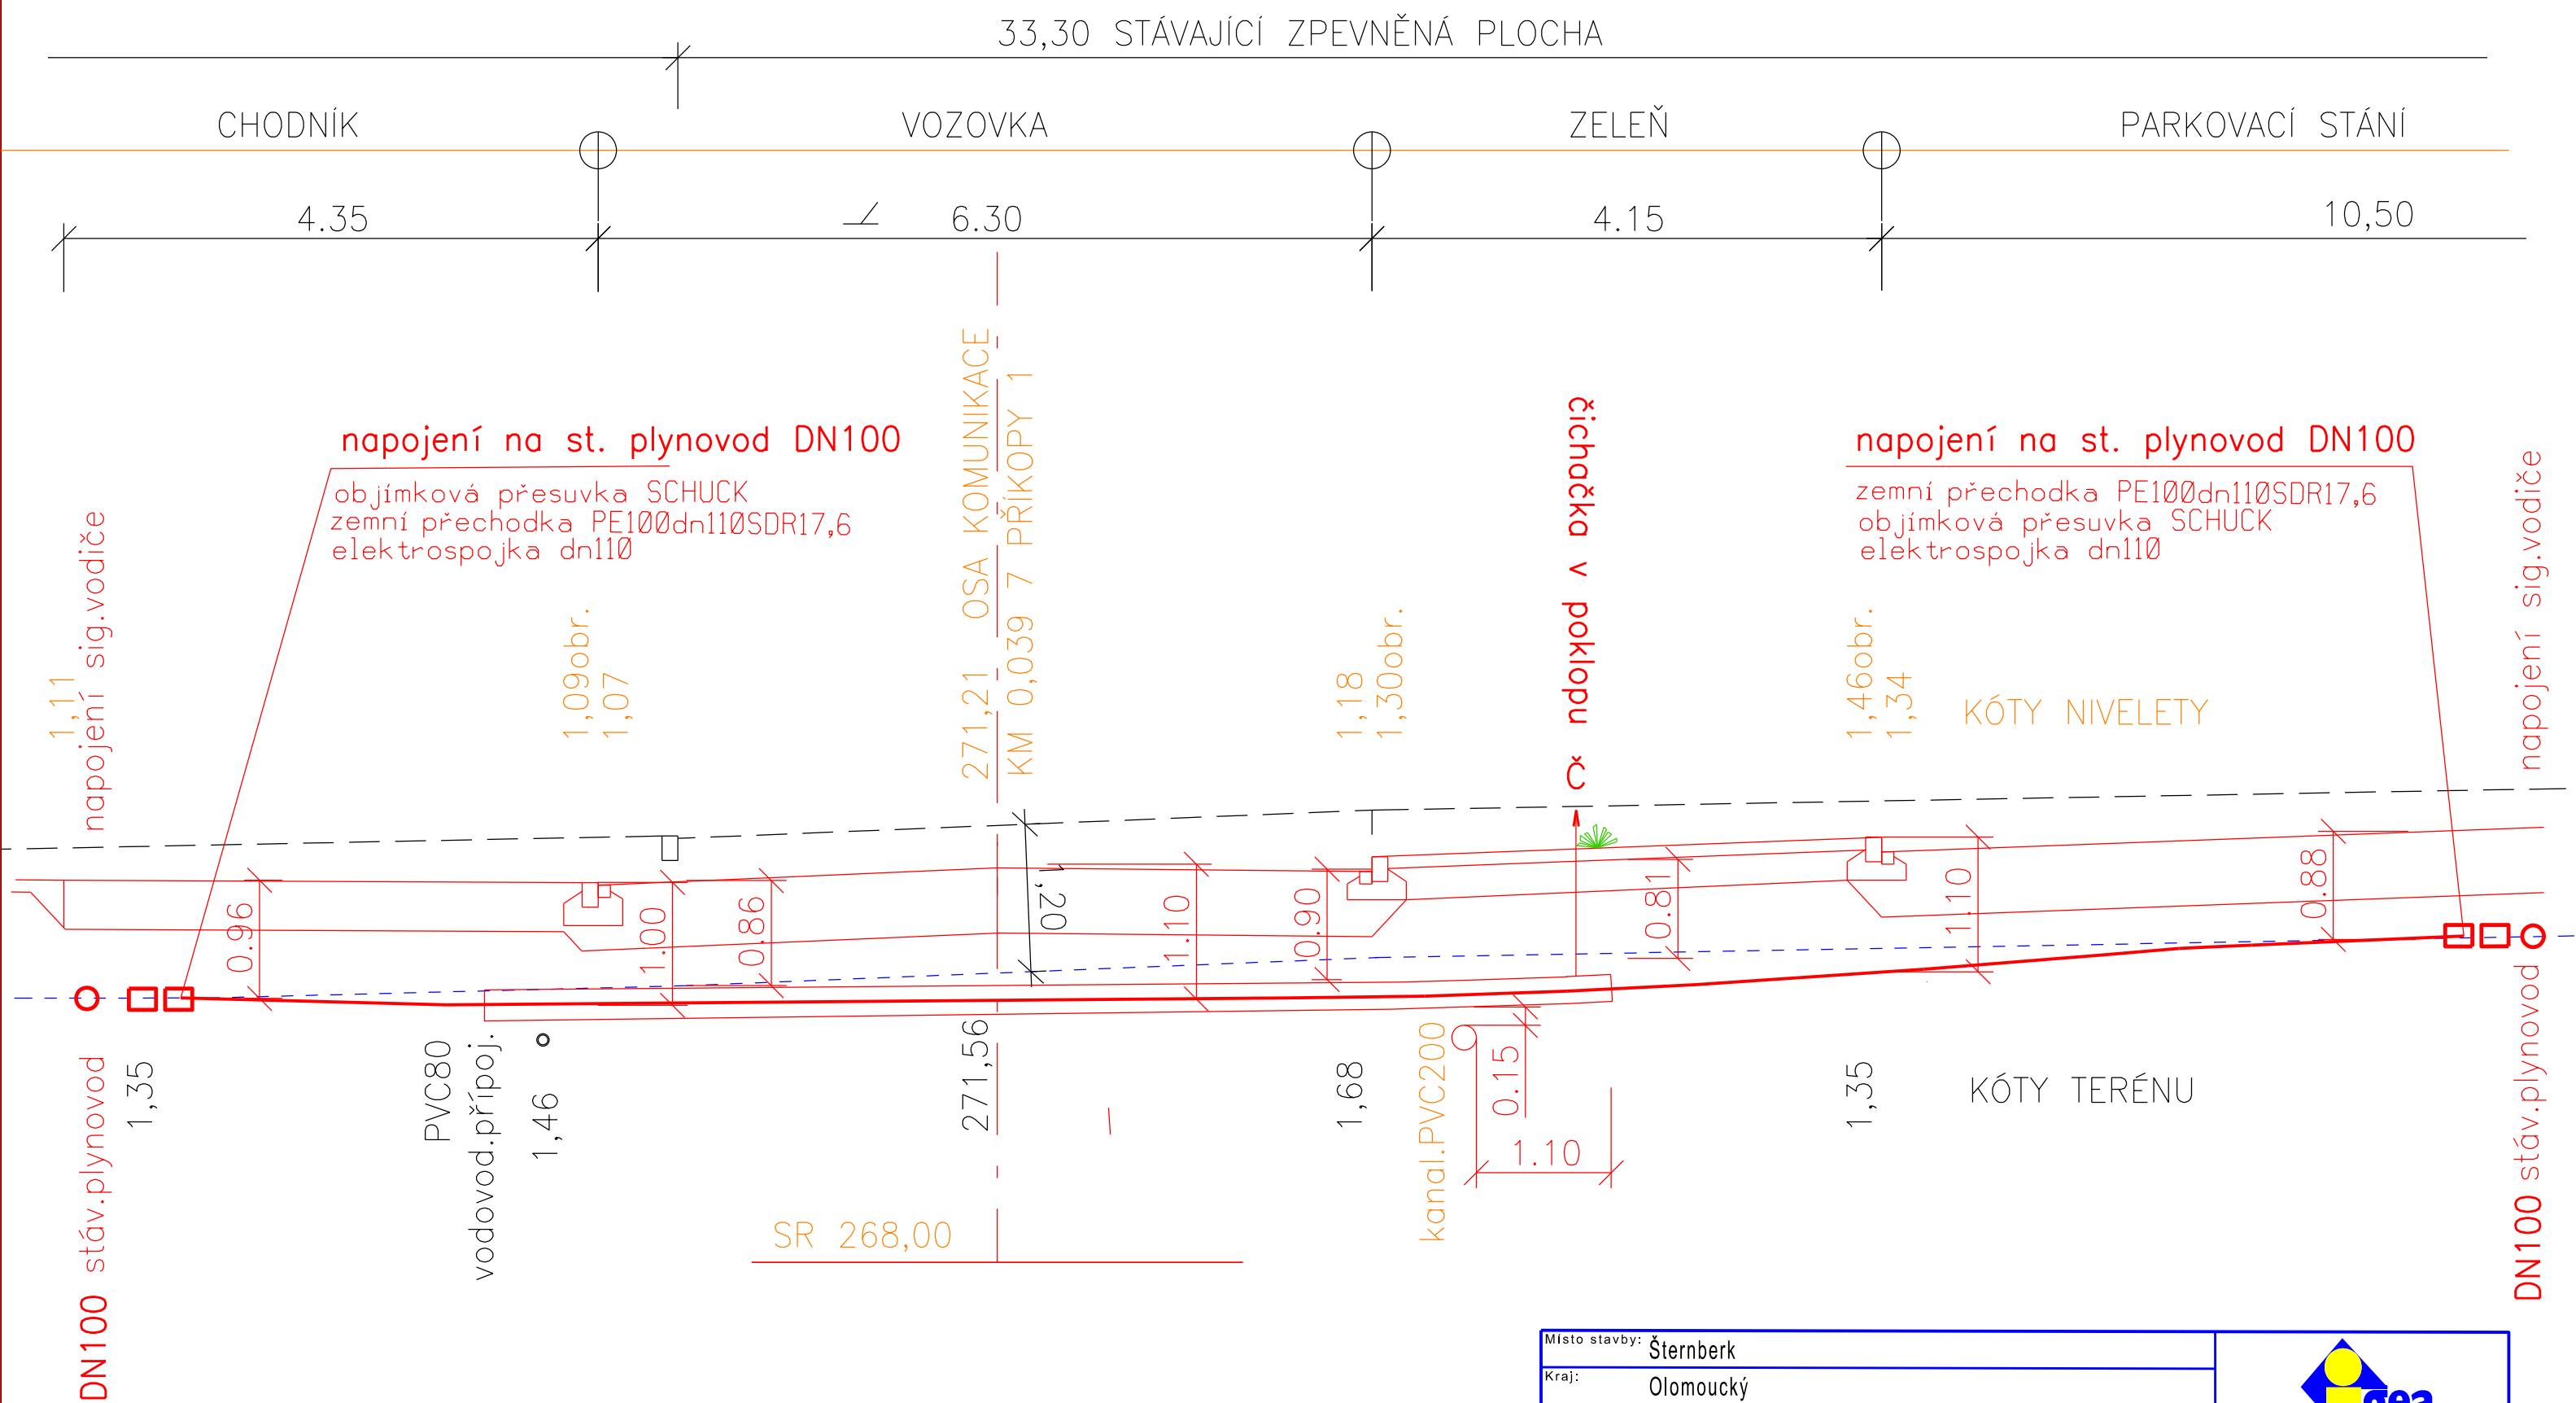 33,30 STÁVAJÍCÍ ZPEVNĚNÁ PLOCHA
CHODNÍK
VOZOVKA
ZELEŇ
PARKOVACÍ STÁNÍ
4.35
6.30
4.15
10,50
napojení na st. plynovod DN100
objímková přesuvka SCHUCK
zemní přechodka PE100dn110SDR17,6
elektrospojka dn110
271,21 OSA KOMUNIKACE
KM 0,039 7 PŘÍKOPY 1
čichačka v poklopu Č
napojení na st. plynovod DN100
zemní přechodka PE100dn110SDR17,6
objímková přesuvka SCHUCK
elektrospojka dn110
1,11
napojení sig.vodiče
1,09obr.
1,07
1,18
1,30obr.
1,46obr.
1,34
KÓTY NIVELETY
napojení sig.vodiče
0.96
1.00
0.86
1,20
1.10
0.90
0.81
1.10
0.88
DN100 stáv.plynovod
1,35
PVC80
vodovod.přípoj.
1,46
271,56
1,68
kanal.PVC200
0.15
1.10
1,35
KÓTY TERÉNU
DN100 stáv.plynovod
SR 268,00
Místo stavby: Šternberk
Kraj: Olomoucký
gea